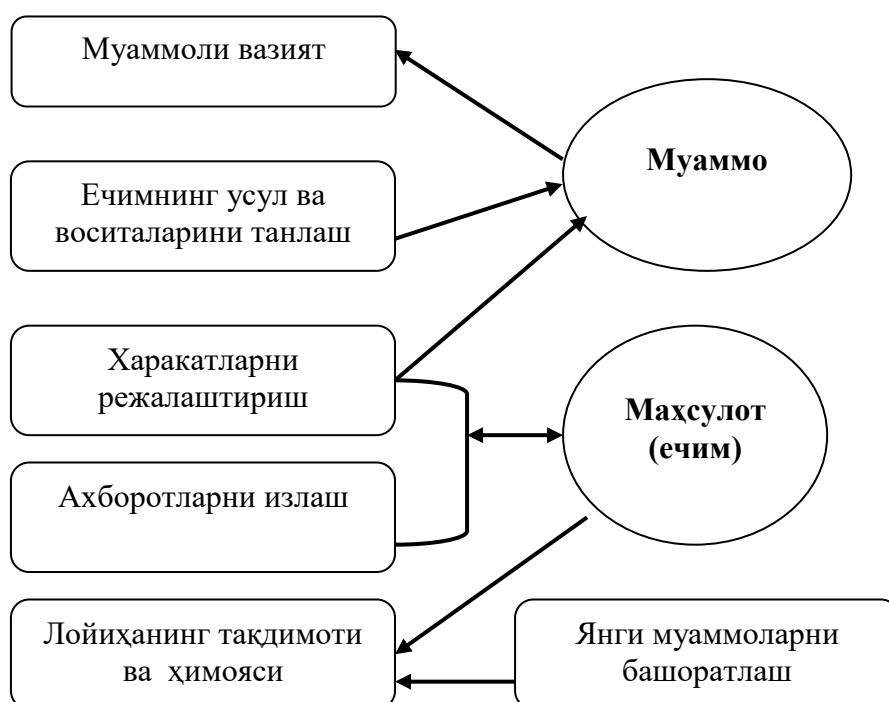 Муаммоли вазият
Муаммо
Ечимнинг усул ва
воситаларини танлаш
Харакатларни
режалаштириш
Маҳсулот
(ечим)
Ахборотларни излаш
Лойиҳанинг тақдимоти
ва ҳимояси
Янги муаммоларни
башоратлаш